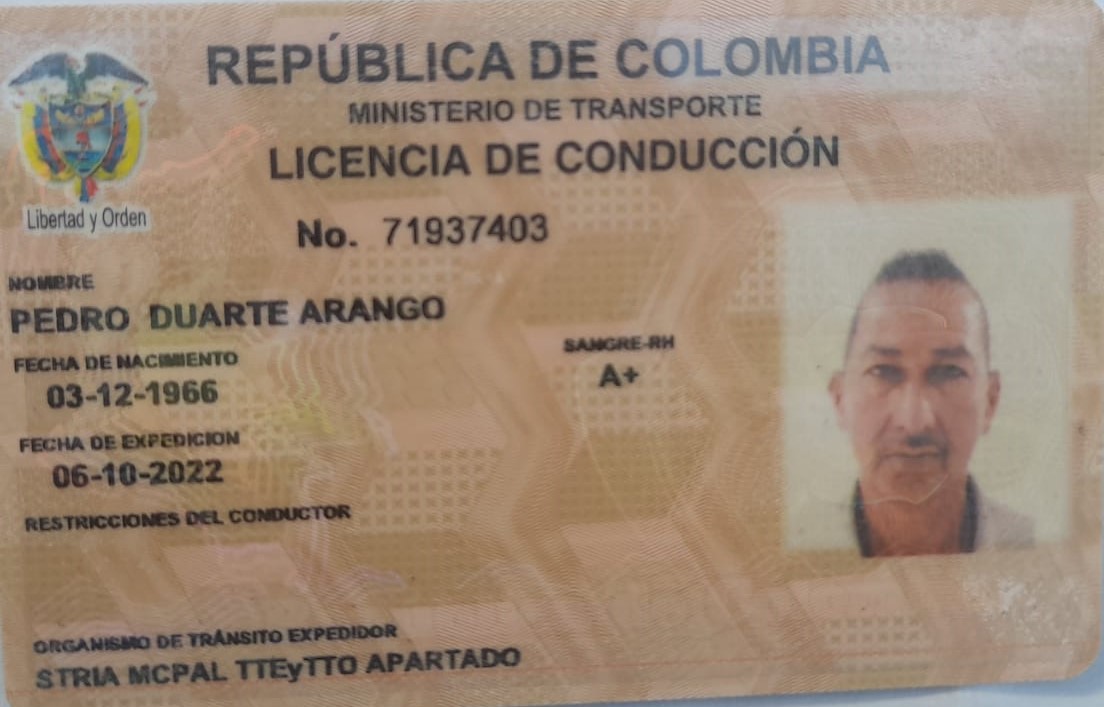 REPÚBLICA DE COLOMBIA
MINISTERIO DE TRANSPORTE
LICENCIA DE CONDUCCIÓN
Libertad y Orden
No. 71937403
NOMBRE
PEDRO DUARTE ARANGO
FECHA DE NACIMIENTO
03-12-1966
SANGRE-RH
A+
FECHA DE EXPEDICION
06-10-2022
RESTRICCIONES DEL CONDUCTOR
ORGANISMO DE TRÁNSITO EXPEDIDOR
STRIA MCPAL TTEyTTO APARTADO